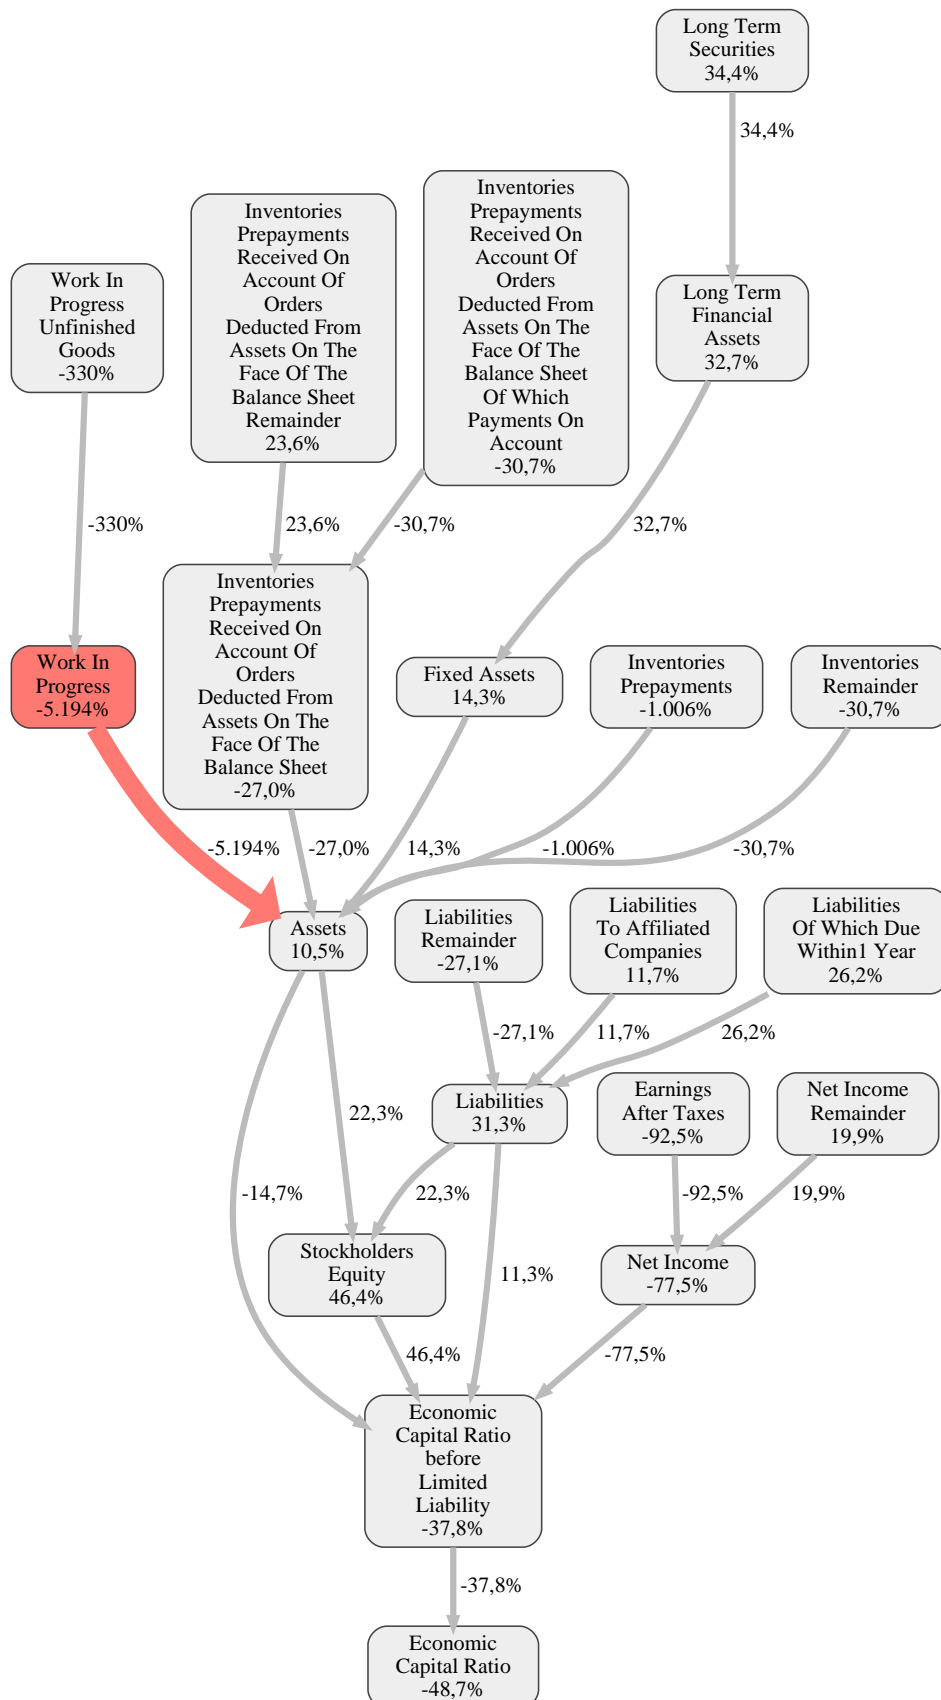 Long Term
Securities
34,4%
34,4%
Inventories
Prepayments
Received On
Account Of
Orders
Deducted From
Assets On The
Face Of The
Balance Sheet
Remainder
23,6%
Inventories
Prepayments
Received On
Account Of
Orders
Deducted From
Assets On The
Face Of The
Balance Sheet
Of Which
Payments On
Account
-30,7%
Work In
Progress
Unfinished
Goods
-330%
Long Term
Financial
Assets
32,7%
-330%
23,6%
-30,7%
32,7%
Work In
Progress
-5.194%
Inventories
Prepayments
Received On
Account Of
Orders
Deducted From
Assets On The
Face Of The
Balance Sheet
-27,0%
Fixed Assets
14,3%
Inventories
Prepayments
-1.006%
Inventories
Remainder
-30,7%
-5.194%
-27,0%
14,3%
-1.006%
-30,7%
Assets
10,5%
Liabilities
Remainder
-27,1%
Liabilities
To Affiliated
Companies
11,7%
Liabilities
Of Which Due
Within1 Year
26,2%
-27,1%
11,7%
26,2%
Liabilities
31,3%
Earnings
After Taxes
-92,5%
Net Income
Remainder
19,9%
22,3%
-14,7%
22,3%
-92,5%
19,9%
Stockholders
Equity
46,4%
11,3%
Net Income
-77,5%
46,4%
-77,5%
Economic
Capital Ratio
before
Limited
Liability
-37,8%
-37,8%
Economic
Capital Ratio
-48,7%